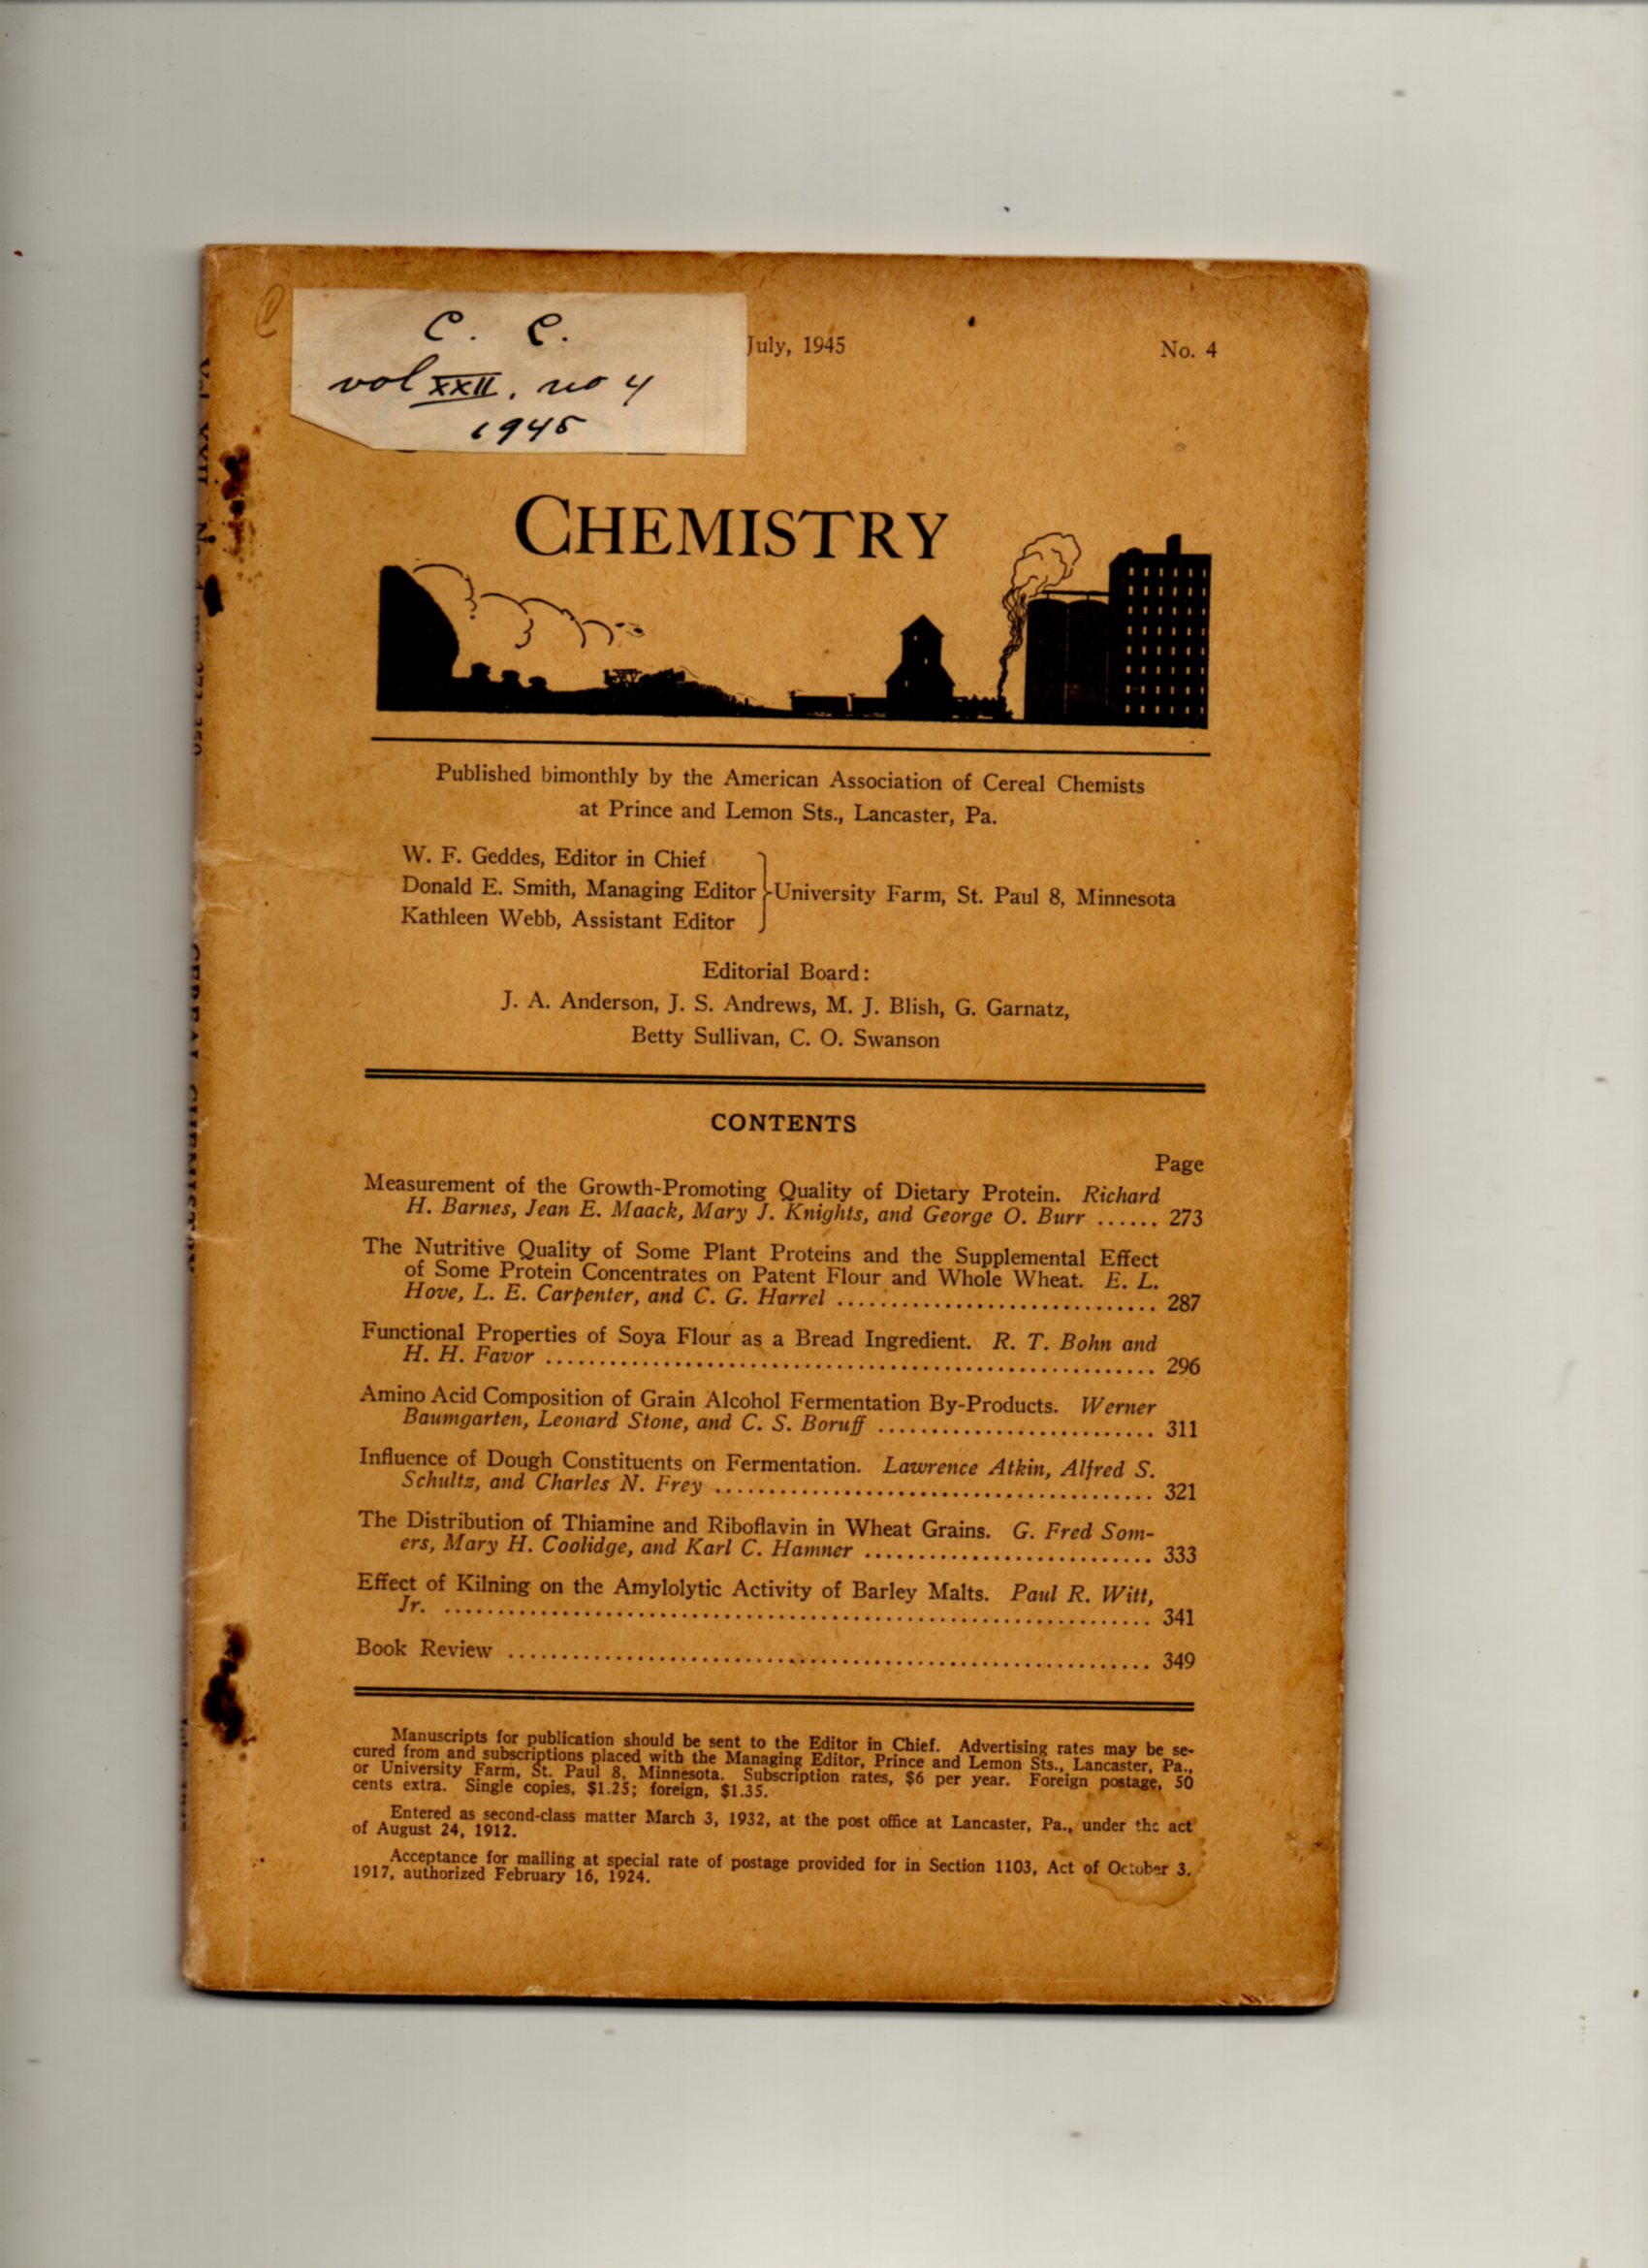 C. C.
vol XXII, no 4
1945
July, 1945
No. 4
CHEMISTRY
Published bimonthly by the American Association of Cereal Chemists
at Prince and Lemon Sts., Lancaster, Pa.
W. F. Geddes, Editor in Chief
Donald E. Smith, Managing Editor
Kathleen Webb, Assistant Editor
University Farm, St. Paul 8, Minnesota
Editorial Board:
J. A. Anderson, J. S. Andrews, M. J. Blish, G. Garnatz,
Betty Sullivan, C. O. Swanson
CONTENTS
Page
Measurement of the Growth-Promoting Quality of Dietary Protein. Richard
H. Barnes, Jean E. Maack, Mary J. Knights, and George O. Burr ...... 273
The Nutritive Quality of Some Plant Proteins and the Supplemental Effect
of Some Protein Concentrates on Patent Flour and Whole Wheat. E. L.
Hove, L. E. Carpenter, and C. G. Harrel .............................. 287
Functional Properties of Soya Flour as a Bread Ingredient. R. T. Bohn and
H. H. Favor ......................................................... 296
Amino Acid Composition of Grain Alcohol Fermentation By-Products. Werner
Baumgarten, Leonard Stone, and C. S. Boruff .......................... 311
Influence of Dough Constituents on Fermentation. Lawrence Atkin, Alfred S.
Schultz, and Charles N. Frey ......................................... 321
The Distribution of Thiamine and Riboflavin in Wheat Grains. G. Fred Som-
ers, Mary H. Coolidge, and Karl C. Hamner ........................... 333
Effect of Kilning on the Amylolytic Activity of Barley Malts. Paul R. Witt,
Jr. .................................................................. 341
Book Review ............................................................ 349
Manuscripts for publication should be sent to the Editor in Chief. Advertising rates may be se-
cured from and subscriptions placed with the Managing Editor, Prince and Lemon Sts., Lancaster, Pa.,
or University Farm, St. Paul 8, Minnesota. Subscription rates, $6 per year. Foreign postage, 50
cents extra. Single copies, $1.25; foreign, $1.35.
Entered as second-class matter March 3, 1932, at the post office at Lancaster, Pa., under the act
of August 24, 1912.
Acceptance for mailing at special rate of postage provided for in Section 1103, Act of October 3,
1917, authorized February 16, 1924.